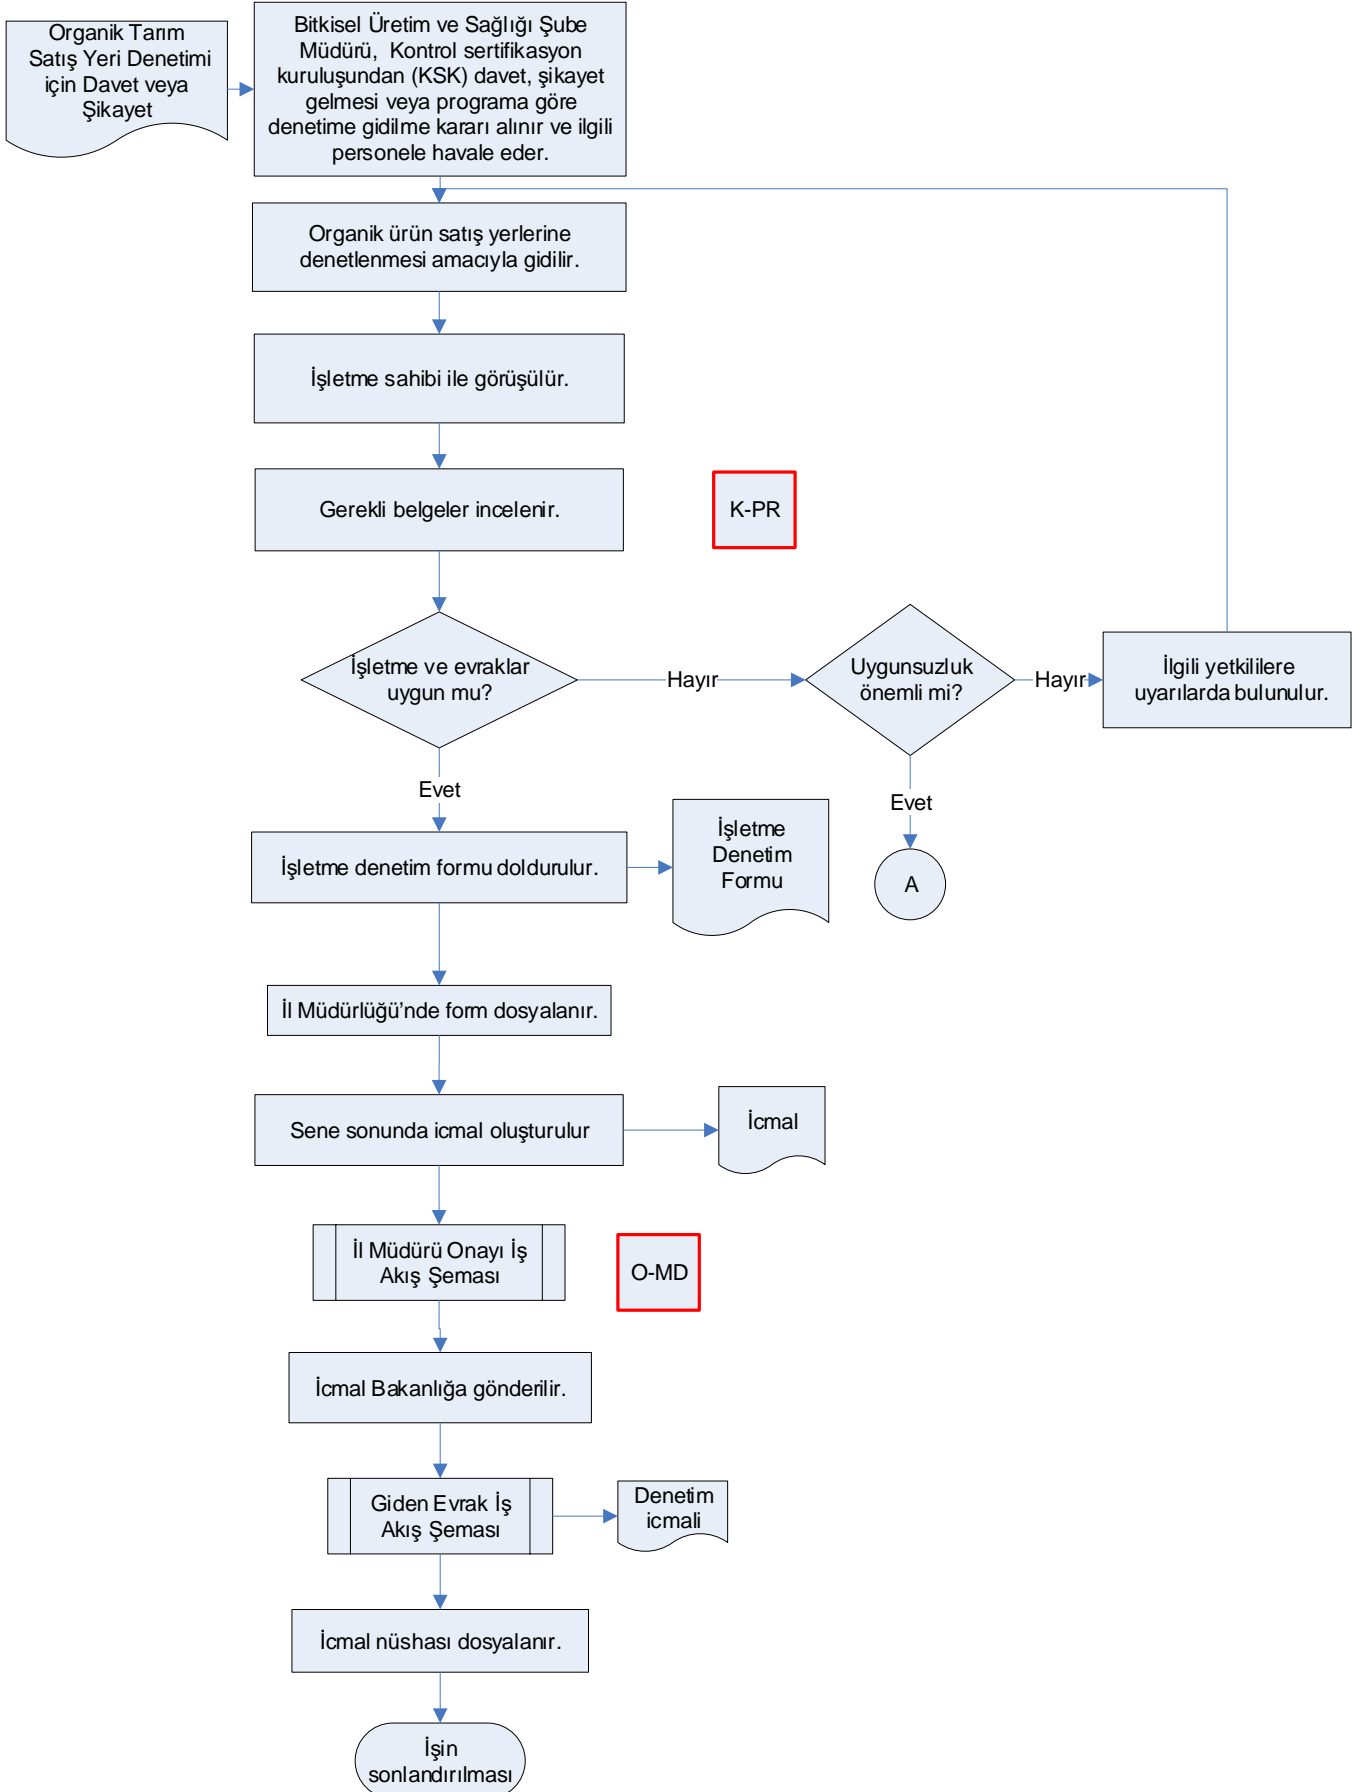 Organik Tarım
Satış Yeri Denetimi
için Davet veya
Şikayet
Bitkisel Üretim ve Sağlığı Şube
Müdürü, Kontrol sertifikasyon
kuruluşundan (KSK) davet, şikayet
gelmesi veya programa göre
denetime gidilme kararı alınır ve ilgili
personele havale eder.
Organik ürün satış yerlerine
denetlenmesi amacıyla gidilir.
İşletme sahibi ile görüşülür.
Gerekli belgeler incelenir.
K-PR
İşletme ve evraklar
uygun mu?
Hayır
Uygunsuzluk
önemli mi?
Hayır
İlgili yetkililere
uyarılarda bulunulur.
Evet
Evet
İşletme denetim formu doldurulur.
İşletme
Denetim
Formu
A
İl Müdürlüğü’nde form dosyalanır.
Sene sonunda icmal oluşturulur
İcmal
İl Müdürü Onayı İş
Akış Şeması
O-MD
İcmal Bakanlığa gönderilir.
Giden Evrak İş
Akış Şeması
Denetim
icmali
İcmal nüshası dosyalanır.
İşin
sonlandırılması